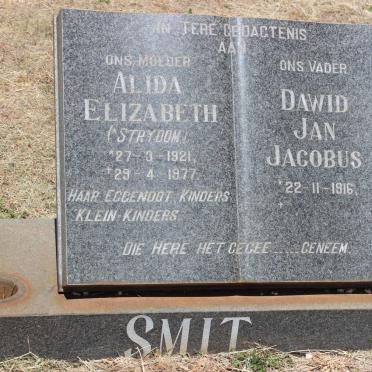 IN TERE GEDAGTENIS
AAN
ONS MOEDER
ALIDA
ELIZABETH
(*STRYDOM)
*27-3-1921.
†29-4-1977.
HAAR EGGENOOT, KINDERS
KLEIN-KINDERS
ONS VADER
DAWID
JAN
JACOBUS
*22-11-1916.
†
DIE HERE HET GEGEE.....GENEEM.
SMIT